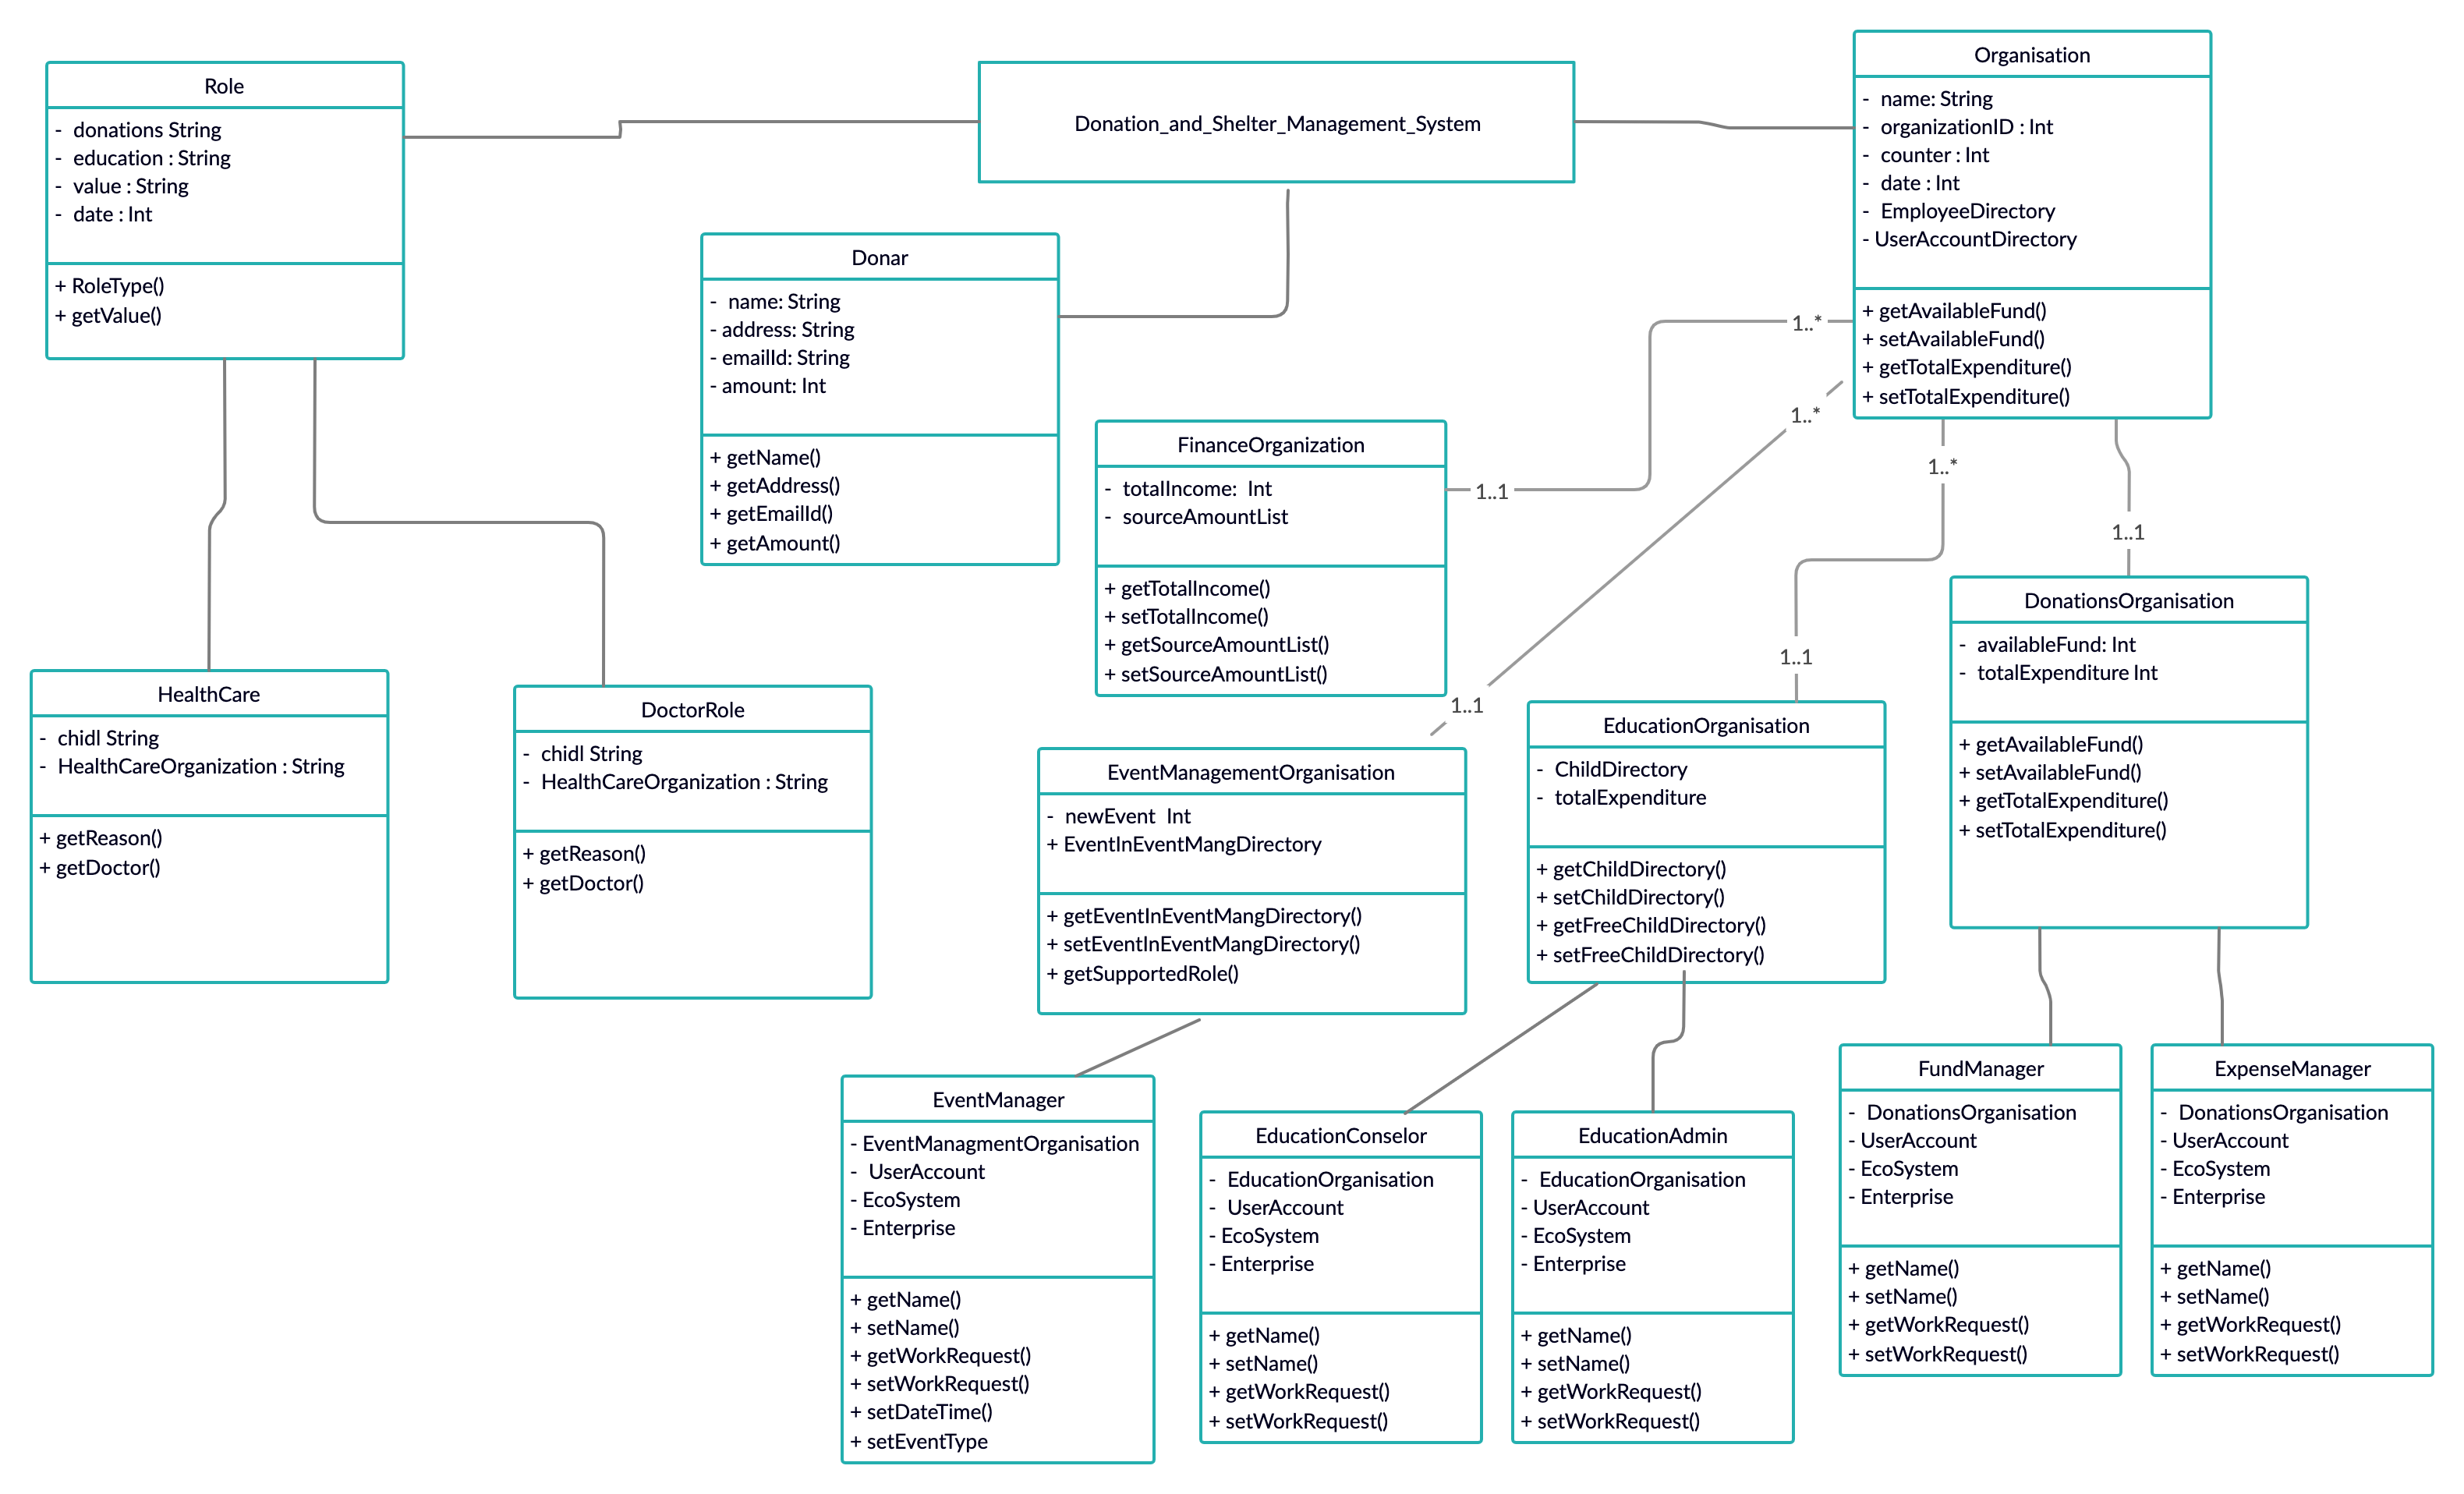 Role
- donations String
- education : String
- value : String
- date : Int
+ RoleType()
+ getValue()
Donation_and_Shelter_Management_System
Organisation
- name: String
- organizationID : Int
- counter : Int
- date : Int
- EmployeeDirectory
- UserAccountDirectory
+ getAvailableFund()
+ setAvailableFund()
+ getTotalExpenditure()
+ setTotalExpenditure()
Donar
- name: String
- address: String
- emailId: String
- amount: Int
+ getName()
+ getAddress()
+ getEmailId()
+ getAmount()
1..*
1..*
1..*
1..1
1..1
1..1
1..1
FinanceOrganization
- totalIncome: Int
- sourceAmountList
+ getTotalIncome()
+ setTotalIncome()
+ getSourceAmountList()
+ setSourceAmountList()
DonationsOrganisation
- availableFund: Int
- totalExpenditure Int
+ getAvailableFund()
+ setAvailableFund()
+ getTotalExpenditure()
+ setTotalExpenditure()
HealthCare
- chidl String
- HealthCareOrganization : String
+ getReason()
+ getDoctor()
DoctorRole
- chidl String
- HealthCareOrganization : String
+ getReason()
+ getDoctor()
EventManagementOrganisation
- newEvent Int
+ EventInEventMangDirectory
+ getEventInEventMangDirectory()
+ setEventInEventMangDirectory()
+ getSupportedRole()
EducationOrganisation
- ChildDirectory
- totalExpenditure
+ getChildDirectory()
+ setChildDirectory()
+ getFreeChildDirectory()
+ setFreeChildDirectory()
EventManager
- EventManagmentOrganisation
- UserAccount
- EcoSystem
- Enterprise
+ getName()
+ setName()
+ getWorkRequest()
+ setWorkRequest()
+ setDateTime()
+ setEventType
EducationConselor
- EducationOrganisation
- UserAccount
- EcoSystem
- Enterprise
+ getName()
+ setName()
+ getWorkRequest()
+ setWorkRequest()
EducationAdmin
- EducationOrganisation
- UserAccount
- EcoSystem
- Enterprise
+ getName()
+ setName()
+ getWorkRequest()
+ setWorkRequest()
FundManager
- DonationsOrganisation
- UserAccount
- EcoSystem
- Enterprise
+ getName()
+ setName()
+ getWorkRequest()
+ setWorkRequest()
ExpenseManager
- DonationsOrganisation
- UserAccount
- EcoSystem
- Enterprise
+ getName()
+ setName()
+ getWorkRequest()
+ setWorkRequest()